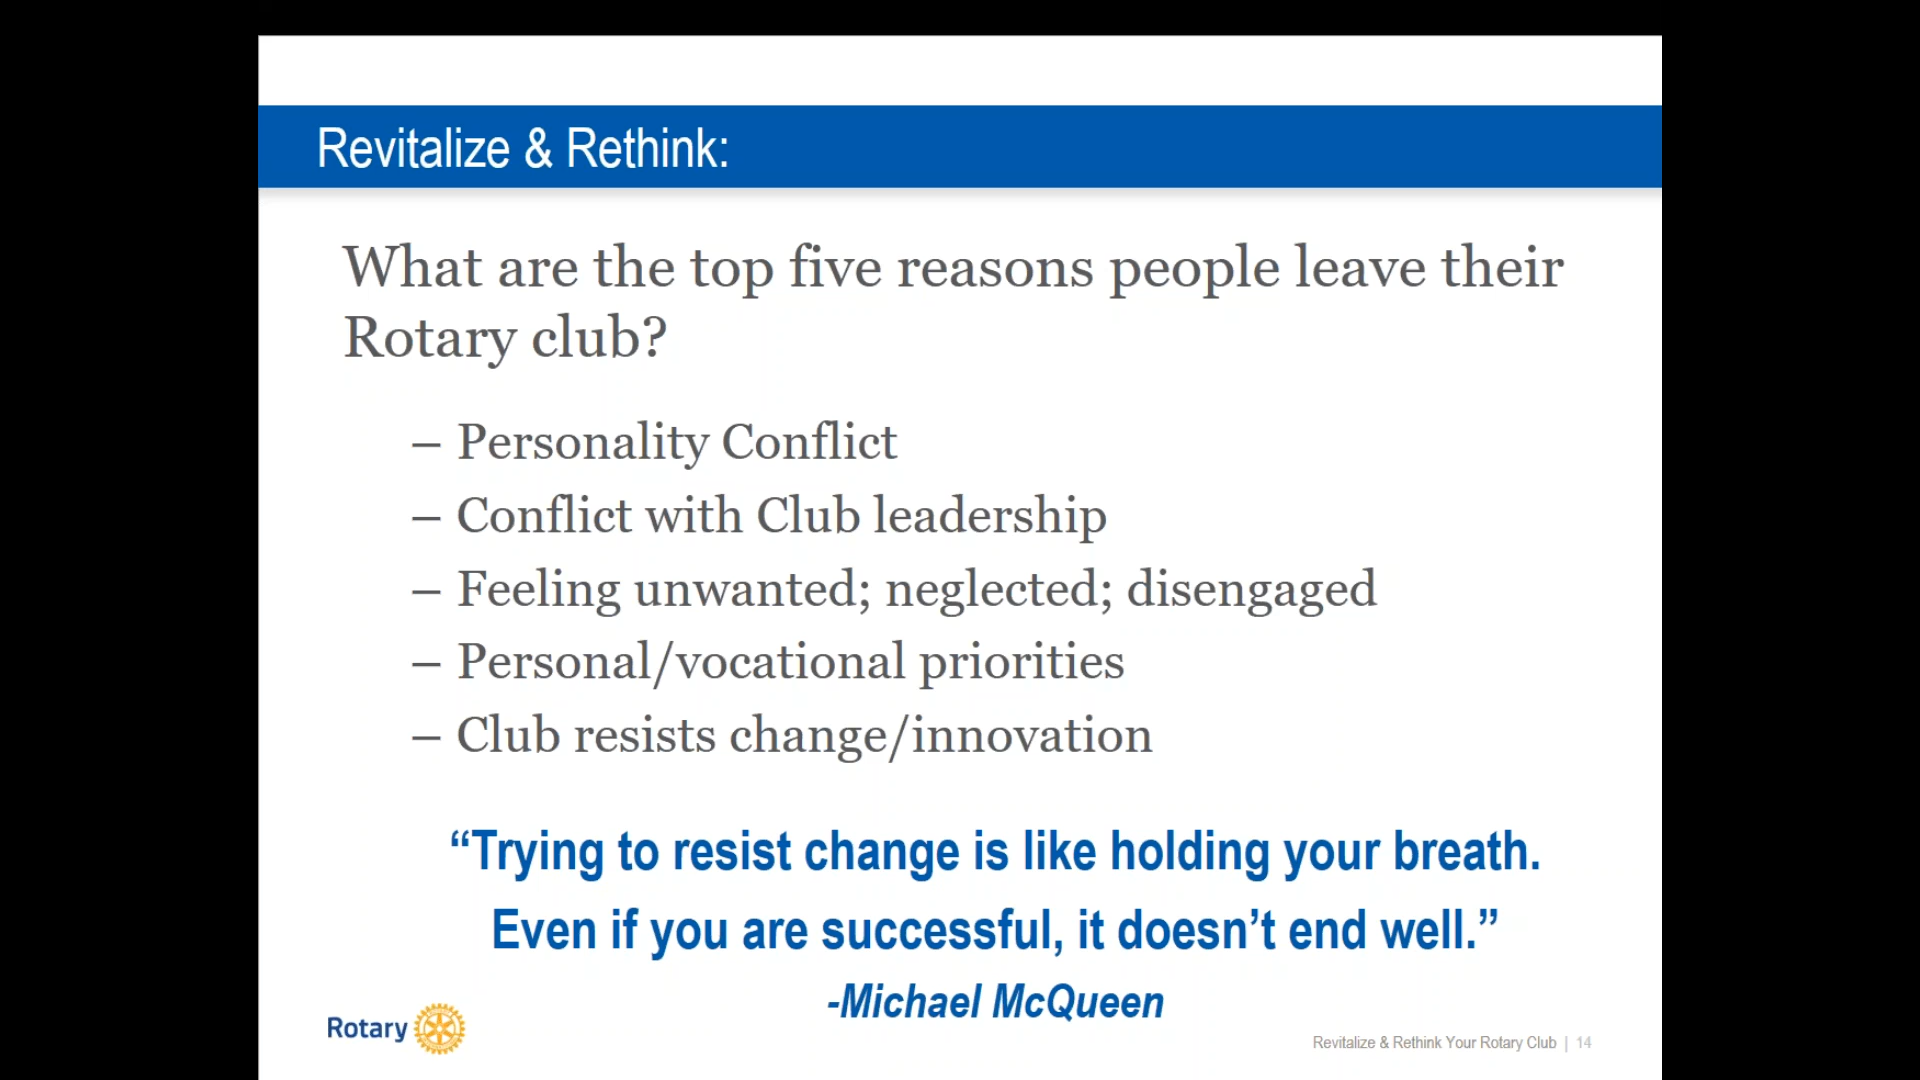 Revitalize & Rethink:
What are the top five reasons people leave their
Rotary club?
– Personality Conflict
– Conflict with Club leadership
– Feeling unwanted; neglected; disengaged
– Personal/vocational priorities
– Club resists change/innovation
“Trying to resist change is like holding your breath.
Even if you are successful, it doesn’t end well.”
-Michael McQueen
Rotary
Revitalize & Rethink Your Rotary Club | 14